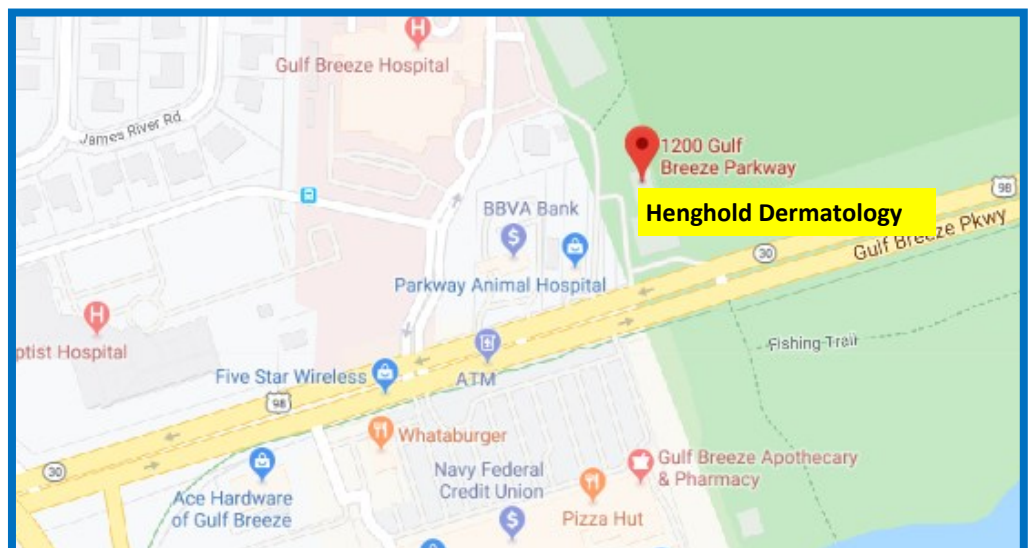 H
Gulf Breeze Hospital
James River Rd
1200 Gulf
Breeze Parkway
98
Henghold Dermatology
BBVA Bank
$
Gulf Breeze Pkwy
30
Parkway Animal Hospital
H
ptist Hospital
Fishing Trail
Five Star Wireless
ATM
98
Whataburger
30
Gulf Breeze Apothecary
& Pharmacy
Navy Federal
Credit Union
Ace Hardware
of Gulf Breeze
$
Pizza Hut